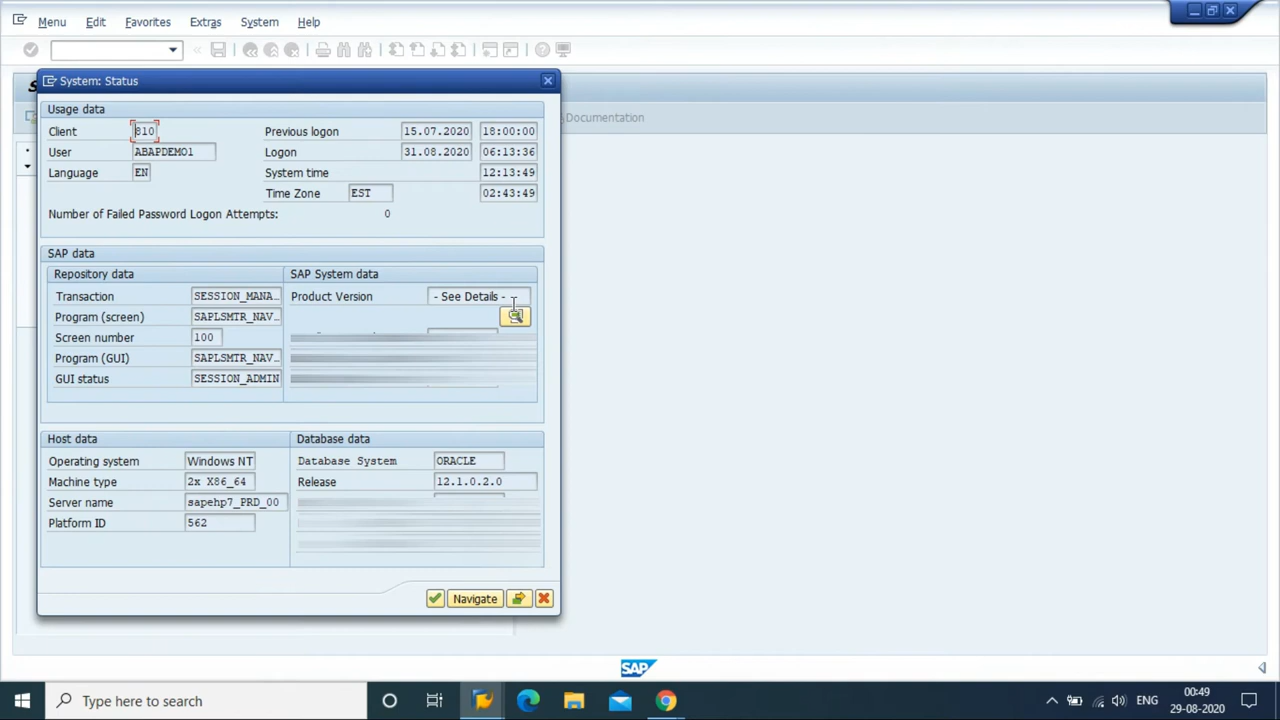 Menu Edit Favorites Extras System Help
System: Status
Documentation
Usage data
Client 810 Previous logon 15.07.2020 18:00:00
User ABAPDEMO1 Logon 31.08.2020 06:13:36
Language EN System time 12:13:49
Time Zone EST 02:43:49
Number of Failed Password Logon Attempts: 0
SAP data
Repository data
Transaction SESSION_MANA..
Program (screen) SAPLSMTR_NAV..
Screen number 100
Program (GUI) SAPLSMTR_NAV..
GUI status SESSION_ADMIN
SAP System data
Product Version - See Details -
Host data
Operating system Windows NT
Machine type 2x X86_64
Server name sapehp7_PRD_00
Platform ID 562
Database data
Database System ORACLE
Release 12.1.0.2.0
Navigate
SAP
Type here to search
ENG
00:49
29-08-2020